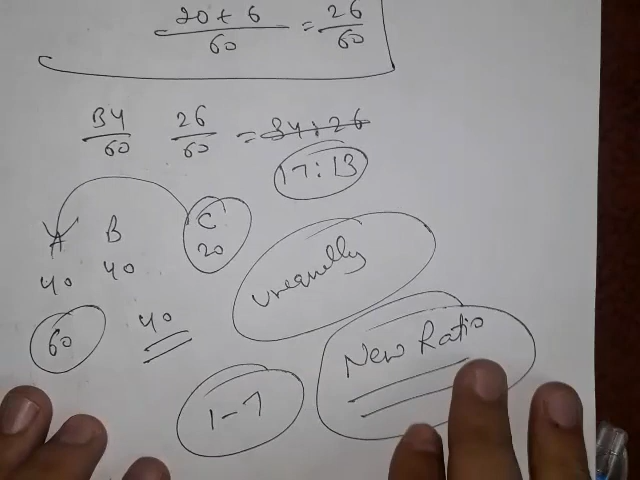 20 + 6 / 60 = 26 / 60
34 / 60 26 / 60 = 34:26
17:13
A B C
40 40 20
60 40
unequally
New Ratio
1-7